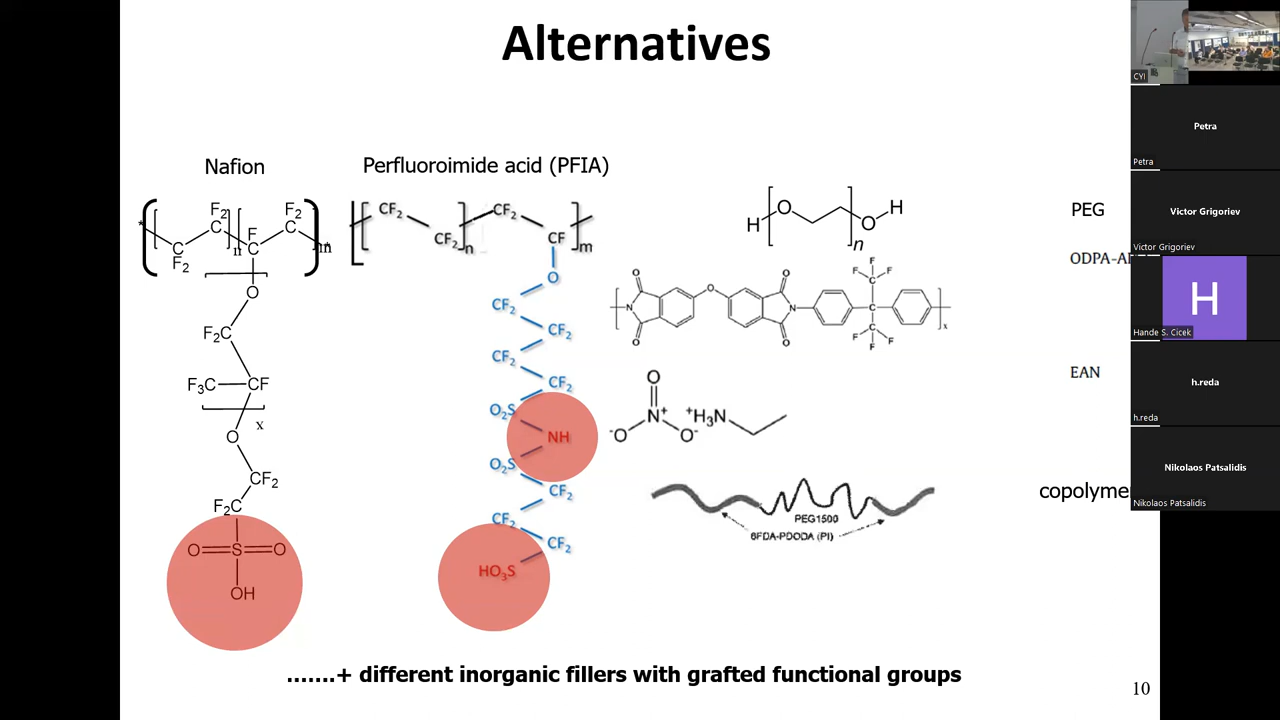 Alternatives
Nafion
Perfluoroimide acid (PFIA)
F2
F2
F
C
F2
C
C
C
n
m
O
F2C
F3C
CF
x
O
CF2
F2C
O
S
O
OH
CF2
CF2
CF2
n
CF
m
O
CF2
CF2
CF2
CF2
O2S
NH
O2S
CF2
CF2
CF2
HO3S
H
O
n
O
H
PEG
O
O
O
N
N
O
O
F
F
F
C
C
C
F
F
F
x
ODPA-A
O
N+
-O
O-
+H3N
EAN
PEG1500
6FDA-PDODA (PI)
copolyme
.......+ different inorganic fillers with grafted functional groups
10
CYI
Petra
Petra
Victor Grigoriev
Victor Grigoriev
H
Hande S. Cicek
h.reda
h.reda
Nikolaos Patsalidis
Nikolaos Patsalidis